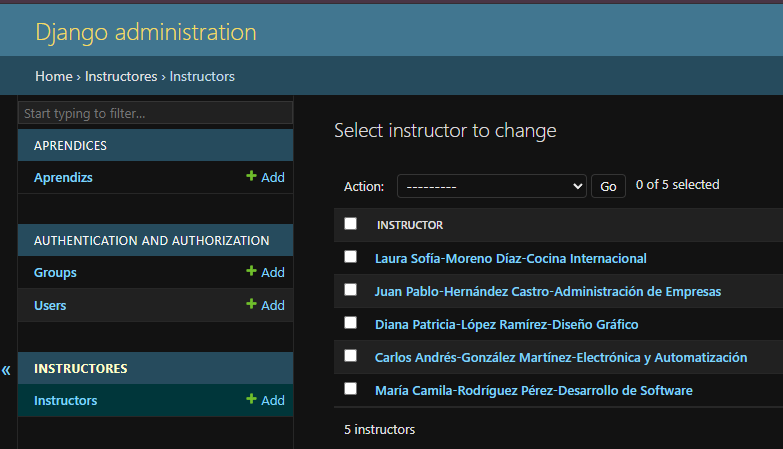 Django administration
Home › Instructores › Instructors
Start typing to filter...
APRENDICES
Aprendizs + Add
AUTHENTICATION AND AUTHORIZATION
Groups + Add
Users + Add
INSTRUCTORES
Instructors + Add
«
Select instructor to change
Action: --------- Go 0 of 5 selected
INSTRUCTOR
Laura Sofía-Moreno Díaz-Cocina Internacional
Juan Pablo-Hernández Castro-Administración de Empresas
Diana Patricia-López Ramírez-Diseño Gráfico
Carlos Andrés-González Martínez-Electrónica y Automatización
María Camila-Rodríguez Pérez-Desarrollo de Software
5 instructors